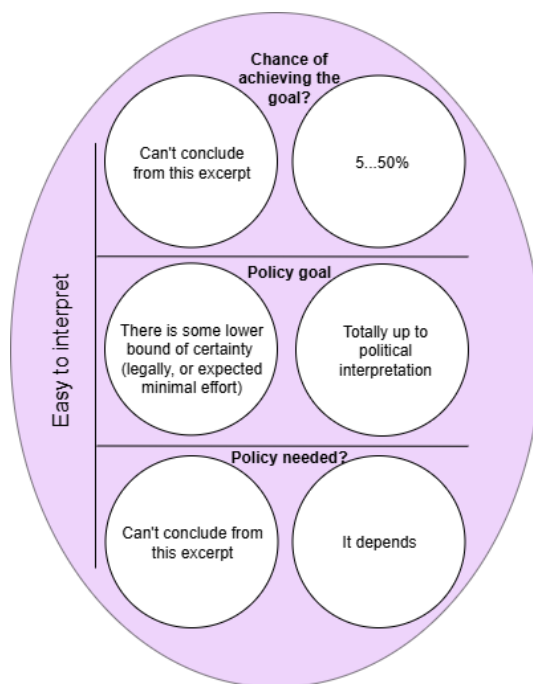 Chance of
achieving the
goal?
Can't conclude
from this excerpt
5...50%
Easy to interpret
Policy goal
There is some lower
bound of certainty
(legally, or expected
minimal effort)
Totally up to
political
interpretation
Policy needed?
Can't conclude from
this excerpt
It depends